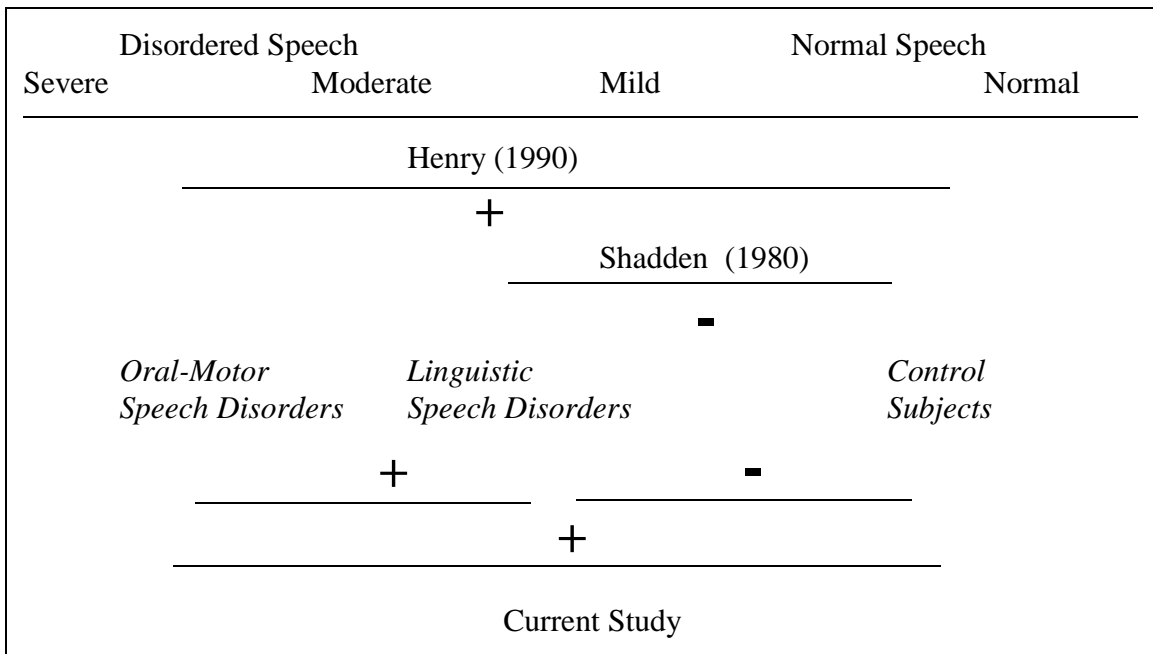 Disordered Speech Normal Speech
Severe Moderate Mild Normal
Henry (1990)
+
Shadden (1980)
-
Oral-Motor Linguistic Control
Speech Disorders Speech Disorders Subjects
+ -
+
Current Study